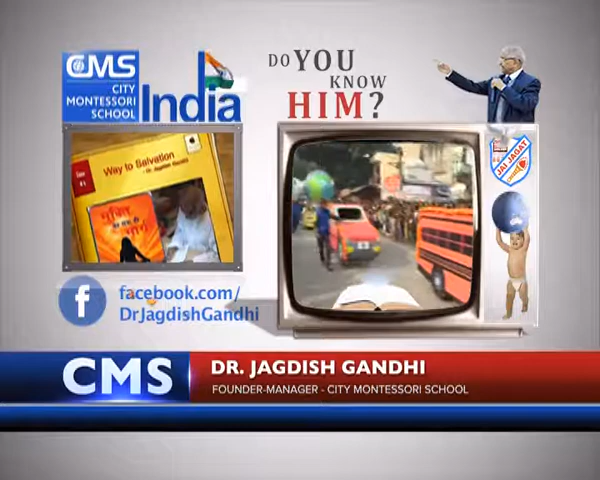 CMS
CITY
MONTESSORI
SCHOOL
India
DO YOU
KNOW
HIM?
Way to Salvation
JAI JAGAT
f
facebook.com/
DrJagdishGandhi
CMS
DR. JAGDISH GANDHI
FOUNDER-MANAGER - CITY MONTESSORI SCHOOL